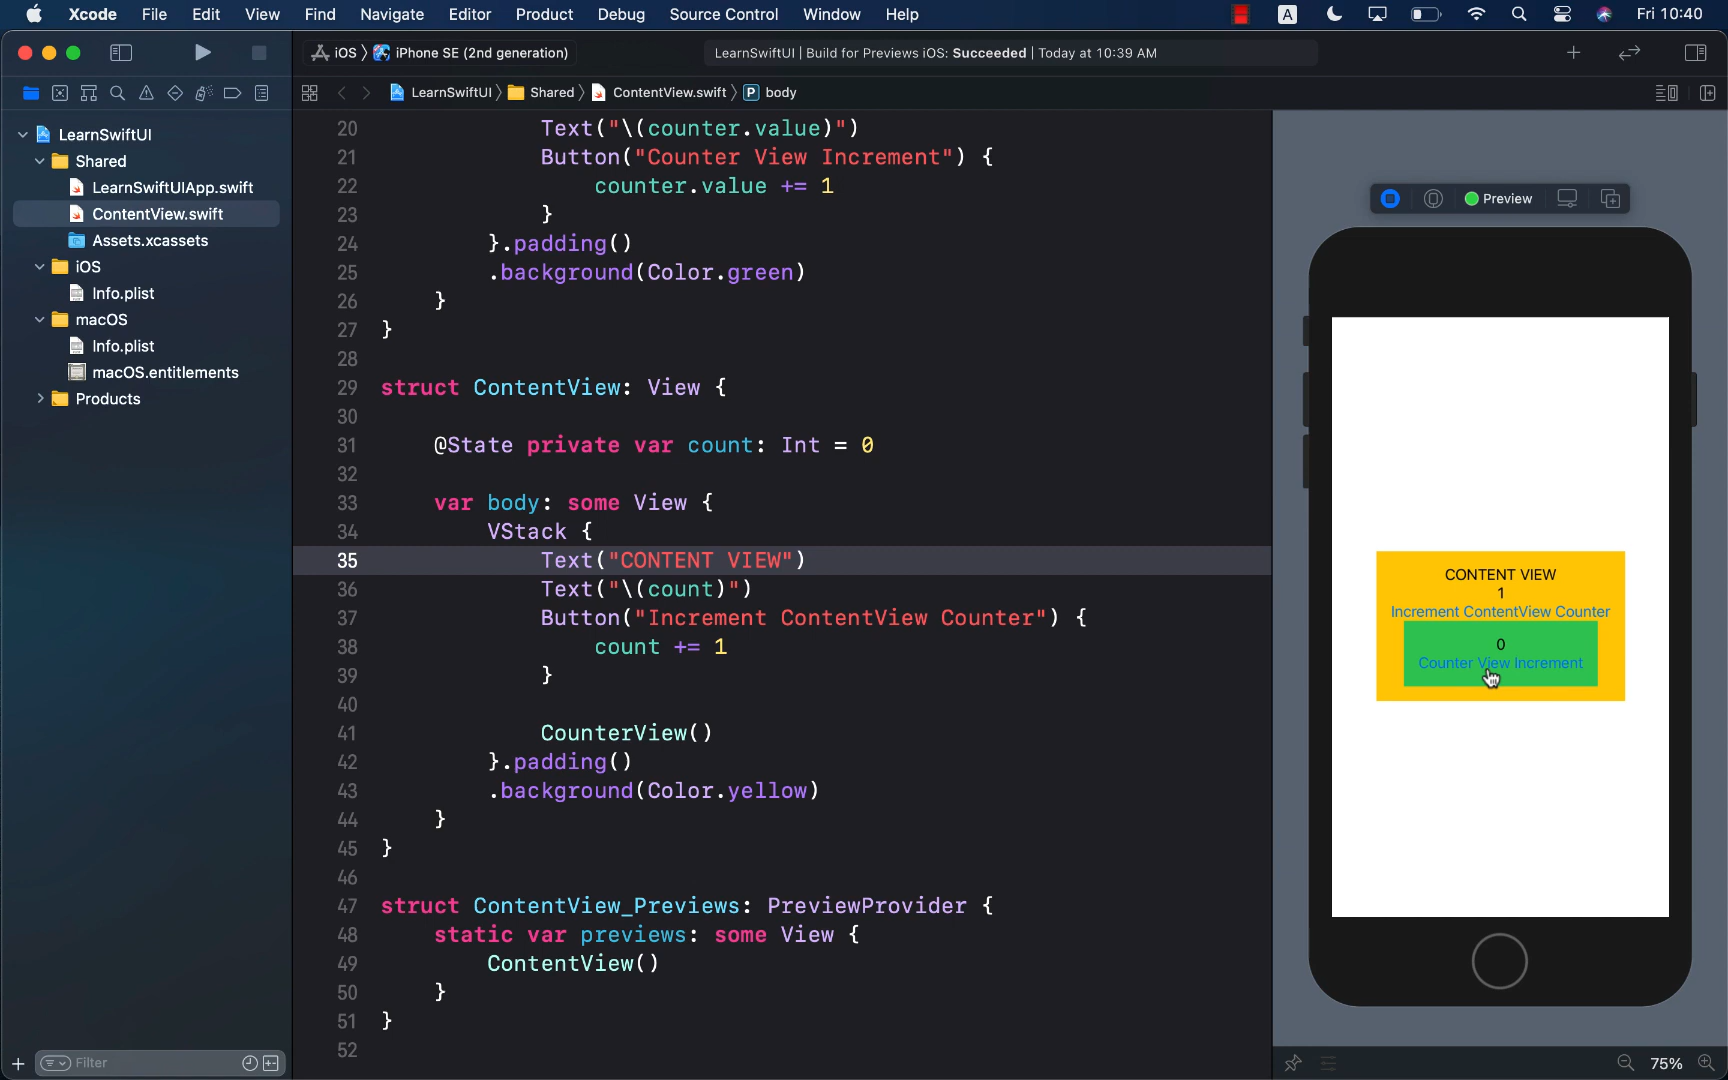 Xcode File Edit View Find Navigate Editor Product Debug Source Control Window Help A Fri 10:40
iOS iPhone SE (2nd generation) LearnSwiftUI | Build for Previews iOS: Succeeded | Today at 10:39 AM
LearnSwiftUI Shared ContentView.swift P body
LearnSwiftUI
Shared
LearnSwiftUIApp.swift
ContentView.swift
Assets.xcassets
iOS
Info.plist
macOS
Info.plist
macOS.entitlements
Products
Filter
20 Text("\(counter.value)")
21 Button("Counter View Increment") {
22 counter.value += 1
23 }
24 }.padding()
25 .background(Color.green)
26 }
27 }
28
29 struct ContentView: View {
30
31 @State private var count: Int = 0
32
33 var body: some View {
34 VStack {
35 Text("CONTENT VIEW")
36 Text("\(count)")
37 Button("Increment ContentView Counter") {
38 count += 1
39 }
40
41 CounterView()
42 }.padding()
43 .background(Color.yellow)
44 }
45 }
46
47 struct ContentView_Previews: PreviewProvider {
48 static var previews: some View {
49 ContentView()
50 }
51 }
52
Preview
CONTENT VIEW
1
Increment ContentView Counter
0
Counter View Increment
75%